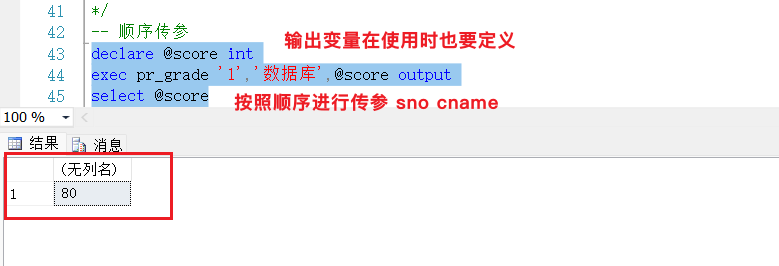 41 */
42 -- 顺序传参
43 declare @score int
输出变量在使用时也要定义
44 exec pr_grade '1','数据库',@score output
45 select @score
按照顺序进行传参 sno cname
100 %
结果 消息
(无列名)
1 80